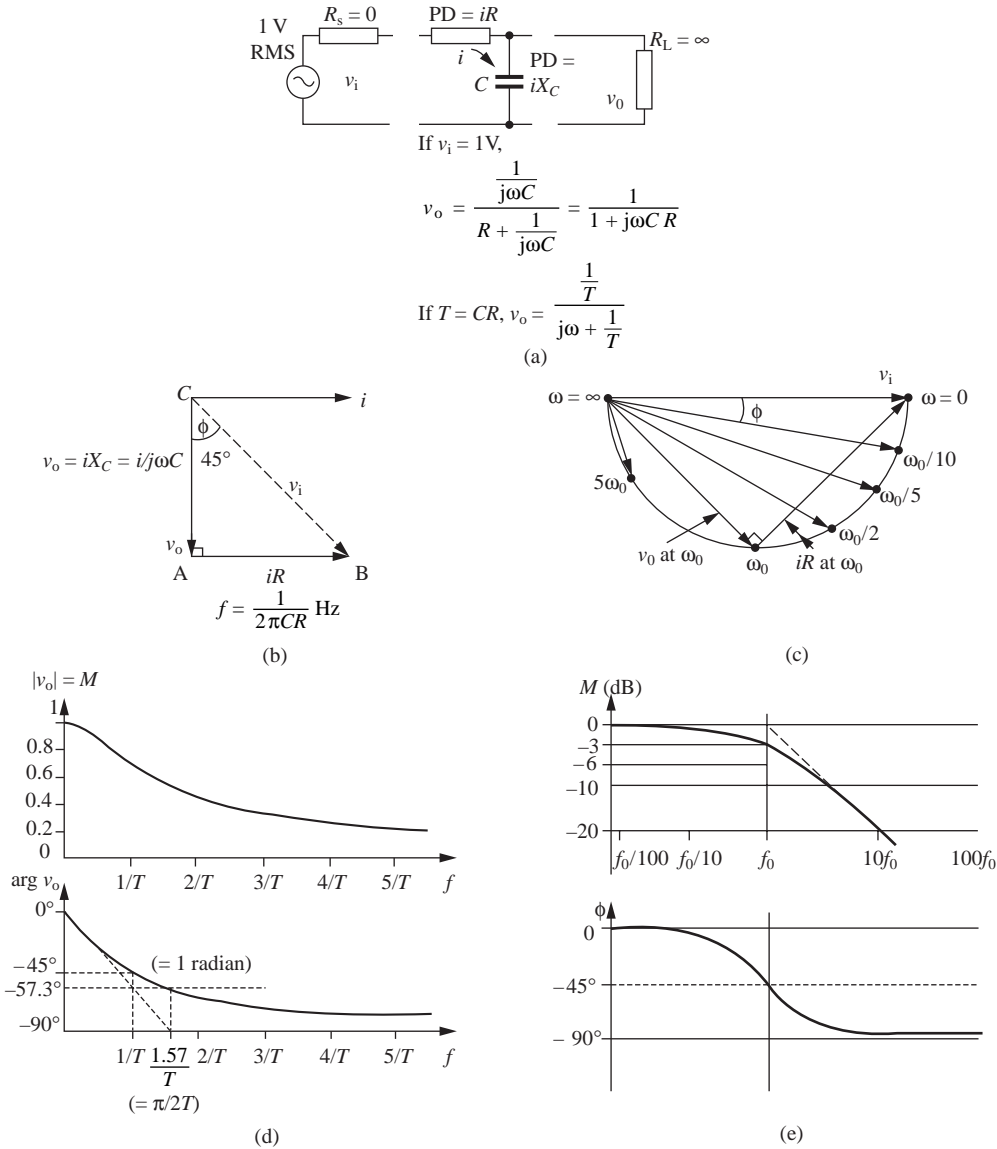 1 V
RMS
R_s = 0
PD = iR
R_L = ∞
i
PD =
iX_C
C
v_i
v_0
If v_i = 1V,
v_o = (1/jωC) / (R + 1/jωC) = 1 / (1 + jωC R)
If T = CR, v_o = (1/T) / (jω + 1/T)
(a)
C
i
ϕ
45°
v_o = iX_C = i/jωC
v_i
v_o
A
B
iR
f = 1/2πCR Hz
(b)
v_i
ω = ∞
ω = 0
ϕ
ω_0/10
ω_0/5
5ω_0
ω_0/2
v_0 at ω_0
ω_0
iR at ω_0
(c)
|v_o| = M
1
0.8
0.6
0.4
0.2
0
1/T 2/T 3/T 4/T 5/T f
arg v_o
0°
−45°
(= 1 radian)
−57.3°
−90°
1/T 1.57/T 2/T 3/T 4/T 5/T f
(= π/2T)
(d)
M (dB)
0
−3
−6
−10
−20
f_0/100 f_0/10 f_0 10f_0 100f_0
ϕ
0
−45°
− 90°
(e)